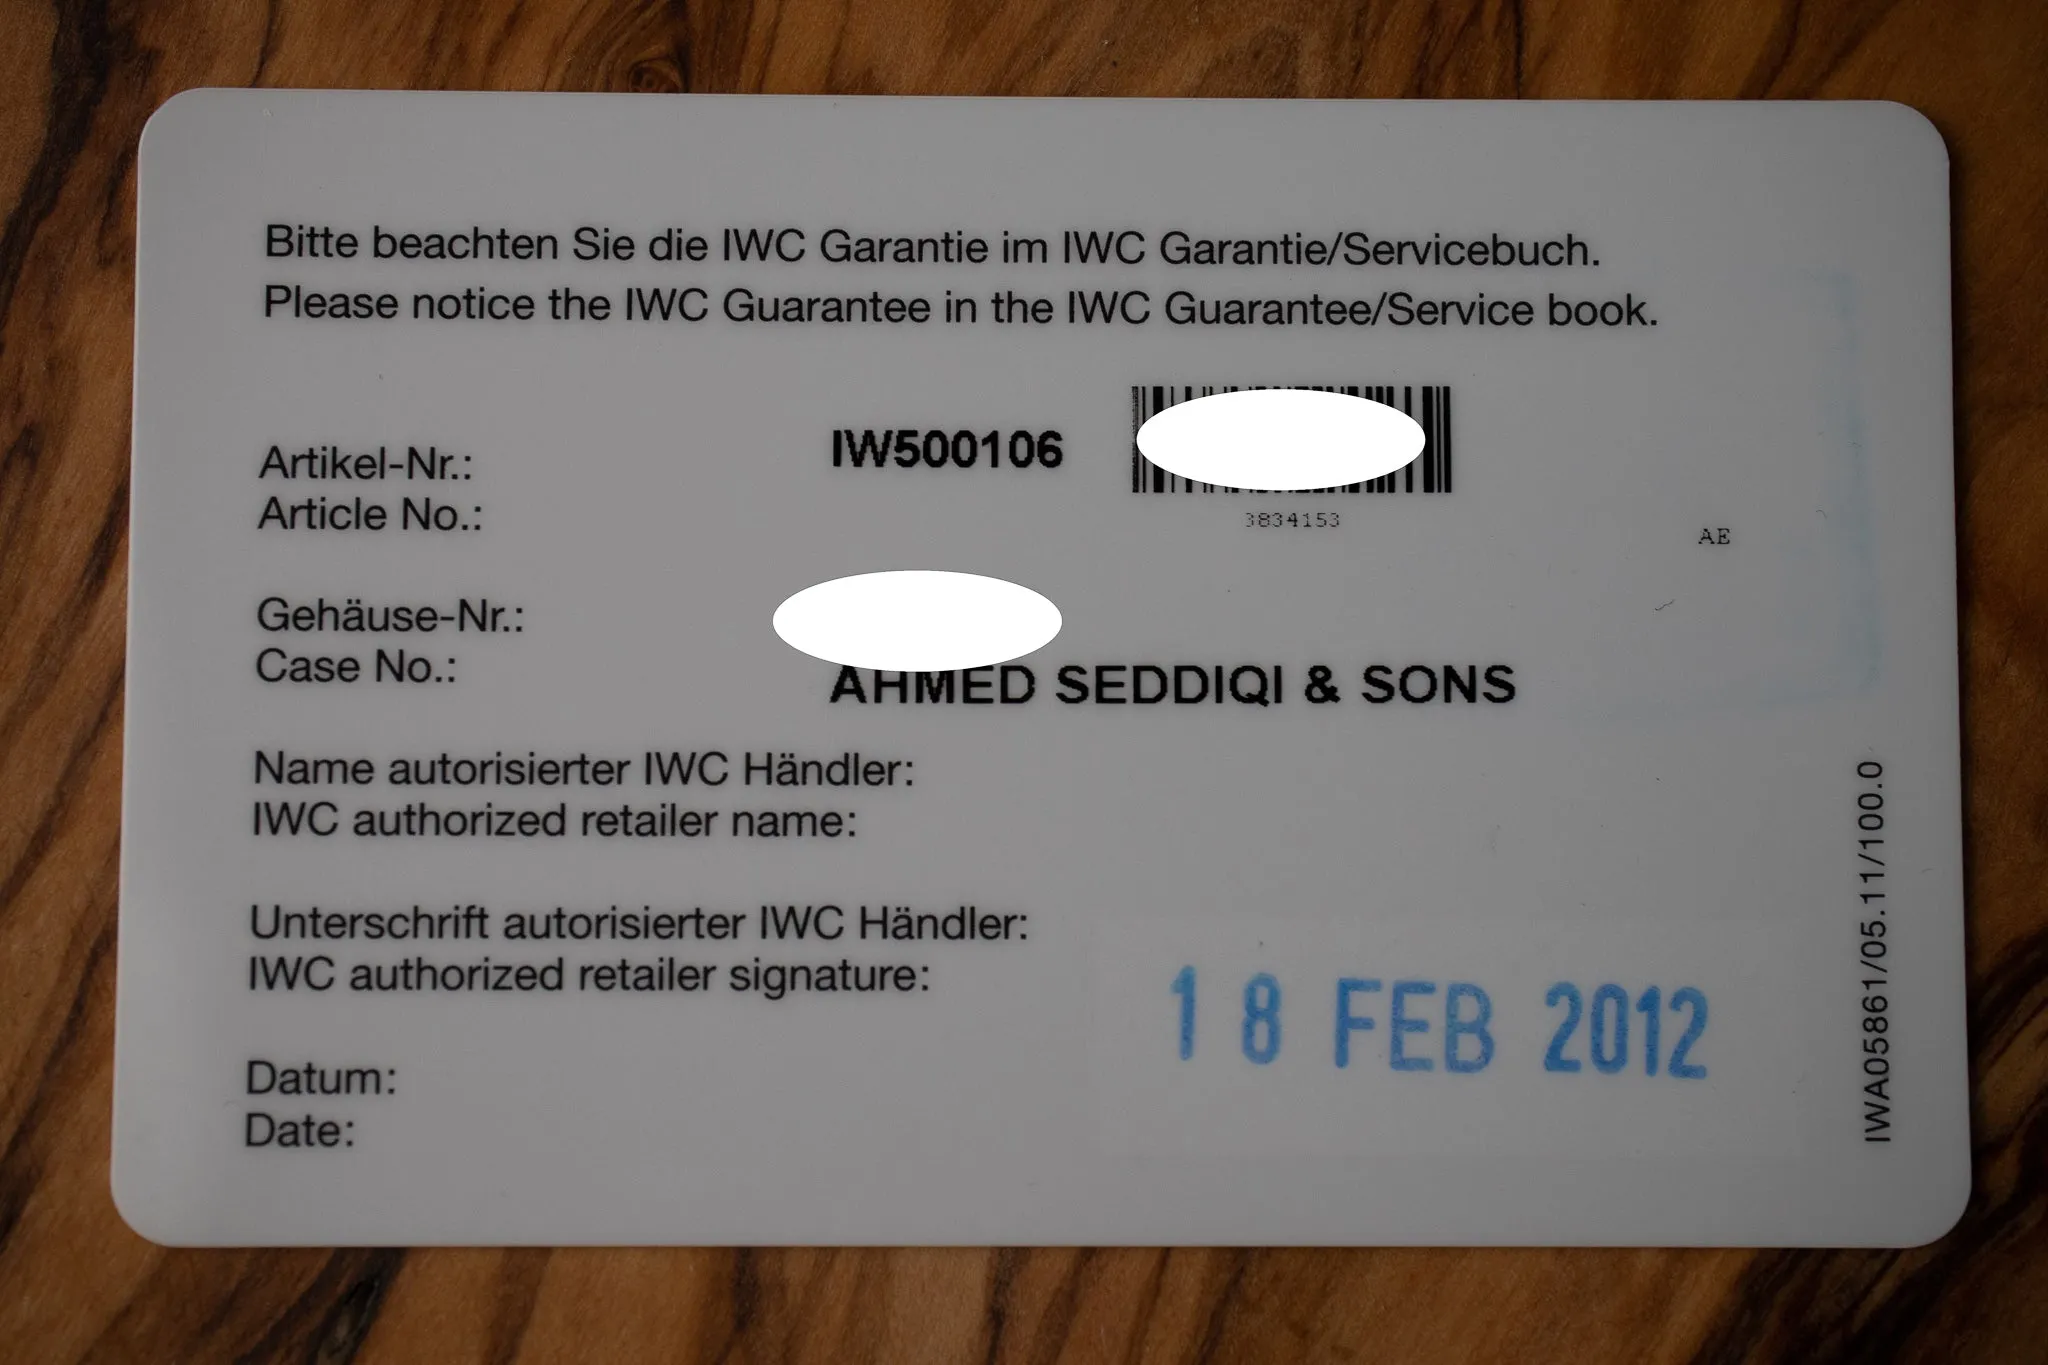 Bitte beachten Sie die IWC Garantie im IWC Garantie/Servicebuch.
Please notice the IWC Guarantee in the IWC Guarantee/Service book.
Artikel-Nr.:
Article No.:
IW500106
3834153
AE
Gehäuse-Nr.:
Case No.:
AHMED SEDDIQI & SONS
Name autorisierter IWC Händler:
IWC authorized retailer name:
Unterschrift autorisierter IWC Händler:
IWC authorized retailer signature:
18 FEB 2012
Datum:
Date:
IWA05861/05.11/100.0